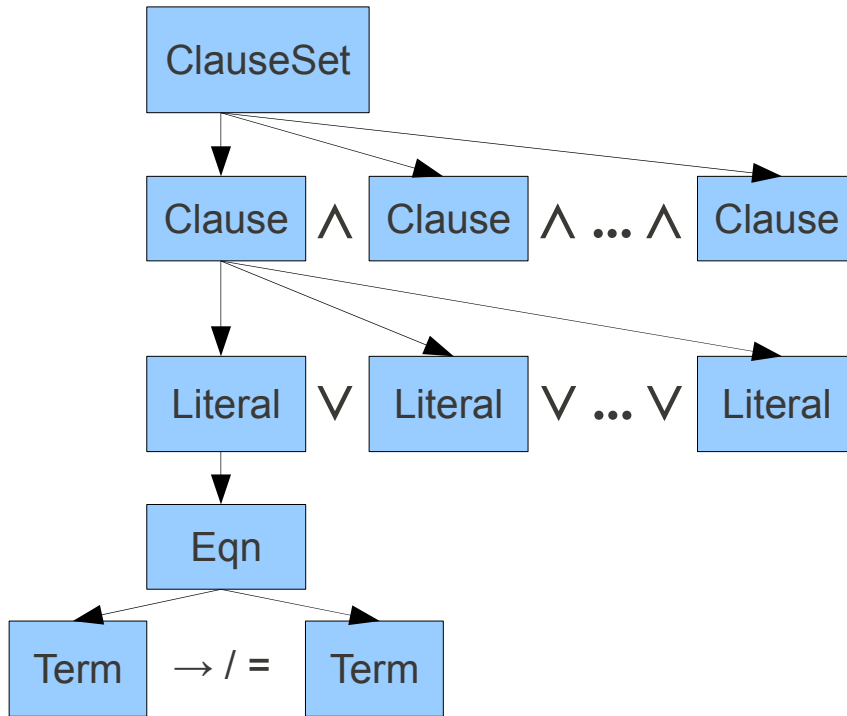 ClauseSet
Clause ∧ Clause ∧ ... ∧ Clause
Literal ∨ Literal ∨ ... ∨ Literal
Eqn
Term → / = Term